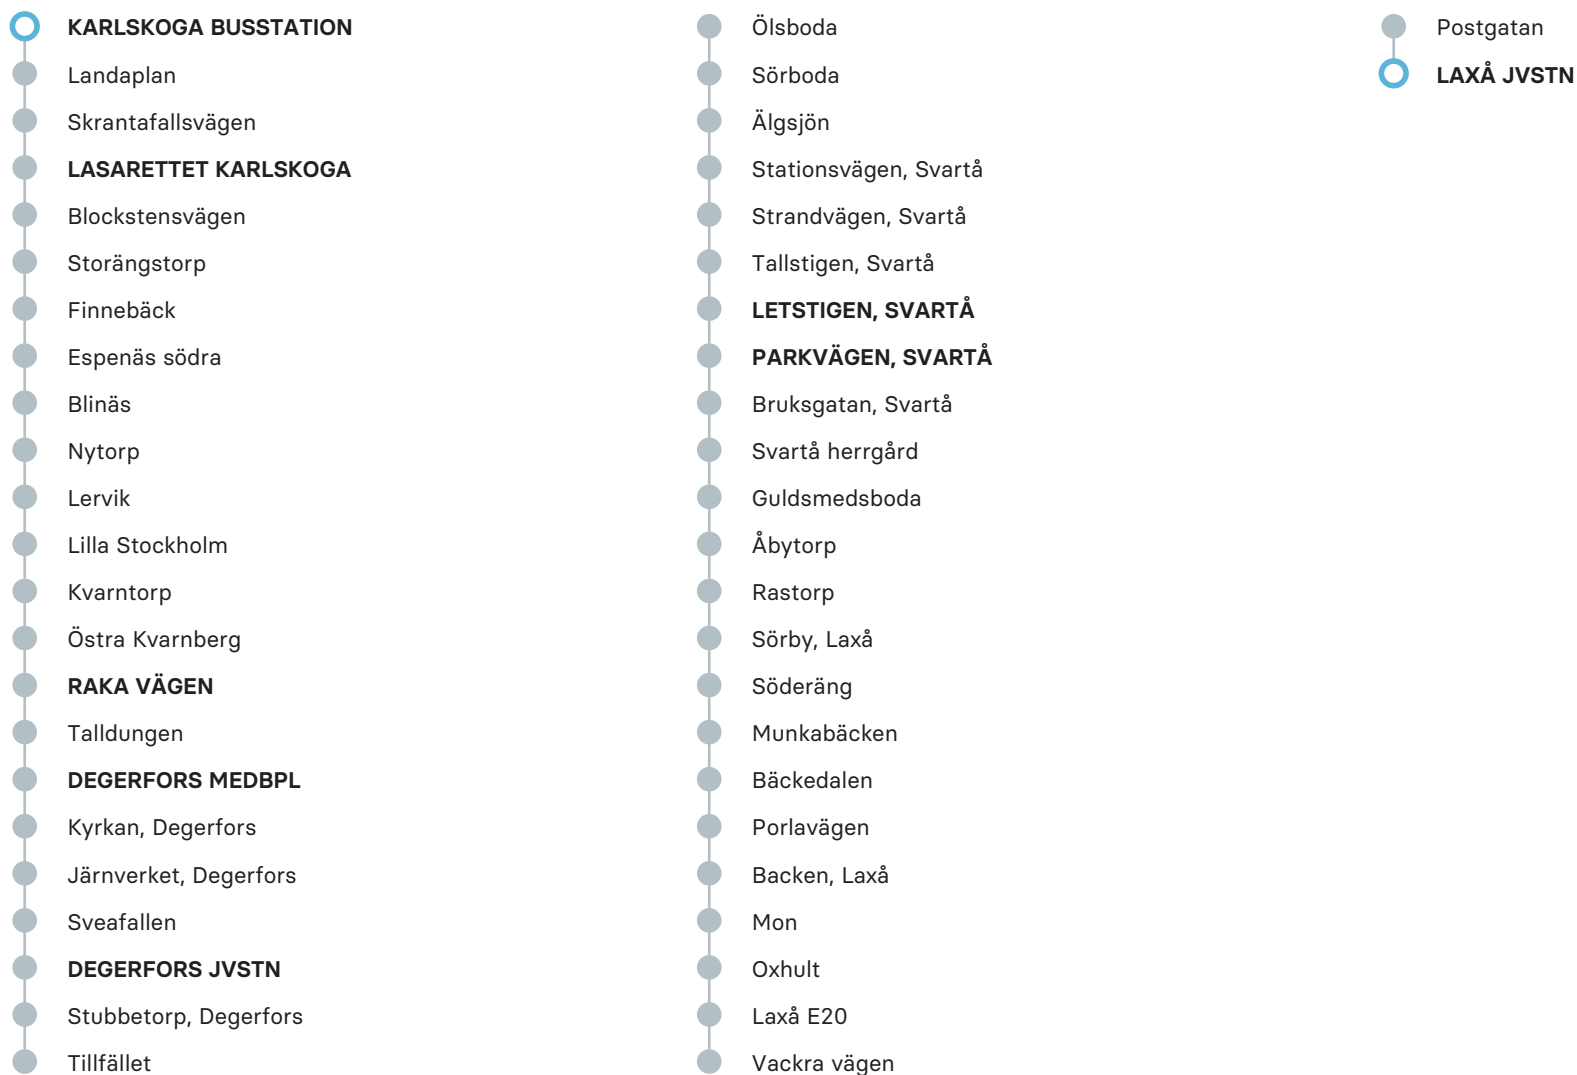 KARLSKOGA BUSSTATION
Landaplan
Skrantafallsvägen
LASARETTET KARLSKOGA
Blockstensvägen
Storängstorp
Finnebäck
Espenäs södra
Blinäs
Nytorp
Lervik
Lilla Stockholm
Kvarntorp
Östra Kvarnberg
RAKA VÄGEN
Talldungen
DEGERFORS MEDBPL
Kyrkan, Degerfors
Järnverket, Degerfors
Sveafallen
DEGERFORS JVSTN
Stubbetorp, Degerfors
Tillfället
Ölsboda
Sörboda
Älgsjön
Stationsvägen, Svartå
Strandvägen, Svartå
Tallstigen, Svartå
LETSTIGEN, SVARTÅ
PARKVÄGEN, SVARTÅ
Bruksgatan, Svartå
Svartå herrgård
Guldsmedsboda
Åbytorp
Rastorp
Sörby, Laxå
Söderäng
Munkabäcken
Bäckedalen
Porlavägen
Backen, Laxå
Mon
Oxhult
Laxå E20
Vackra vägen
Postgatan
LAXÅ JVSTN